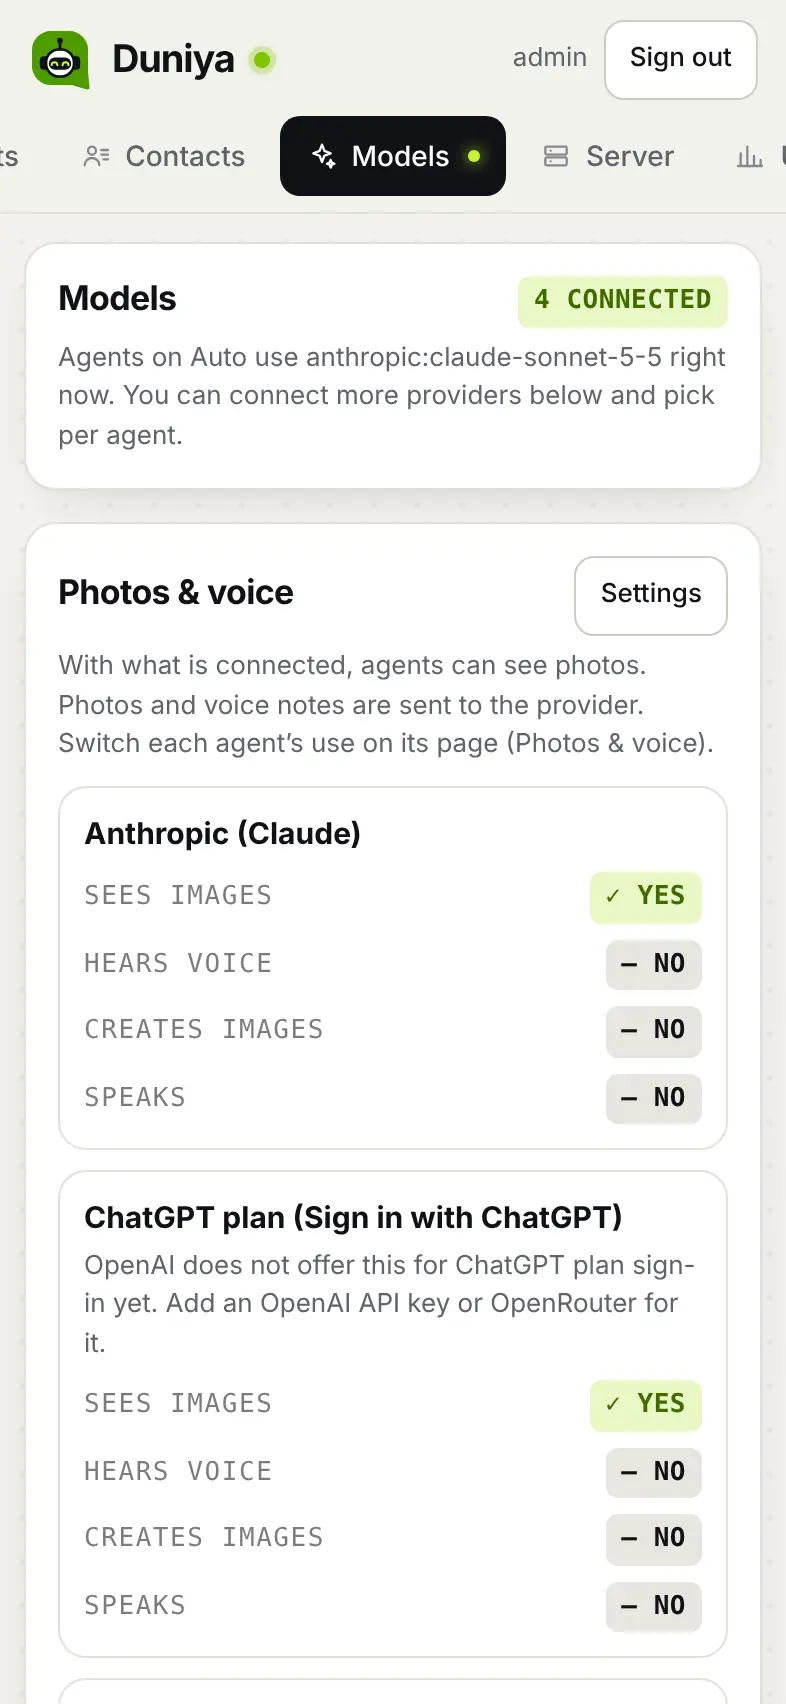 Duniya
admin
Sign out
ts
Contacts
Models
Server
Models
4 CONNECTED
Agents on Auto use anthropic:claude-sonnet-5-5 right
now. You can connect more providers below and pick
per agent.
Photos & voice
Settings
With what is connected, agents can see photos.
Photos and voice notes are sent to the provider.
Switch each agent’s use on its page (Photos & voice).
Anthropic (Claude)
SEES IMAGES ✓ YES
HEARS VOICE – NO
CREATES IMAGES – NO
SPEAKS – NO
ChatGPT plan (Sign in with ChatGPT)
OpenAI does not offer this for ChatGPT plan sign-
in yet. Add an OpenAI API key or OpenRouter for
it.
SEES IMAGES ✓ YES
HEARS VOICE – NO
CREATES IMAGES – NO
SPEAKS – NO